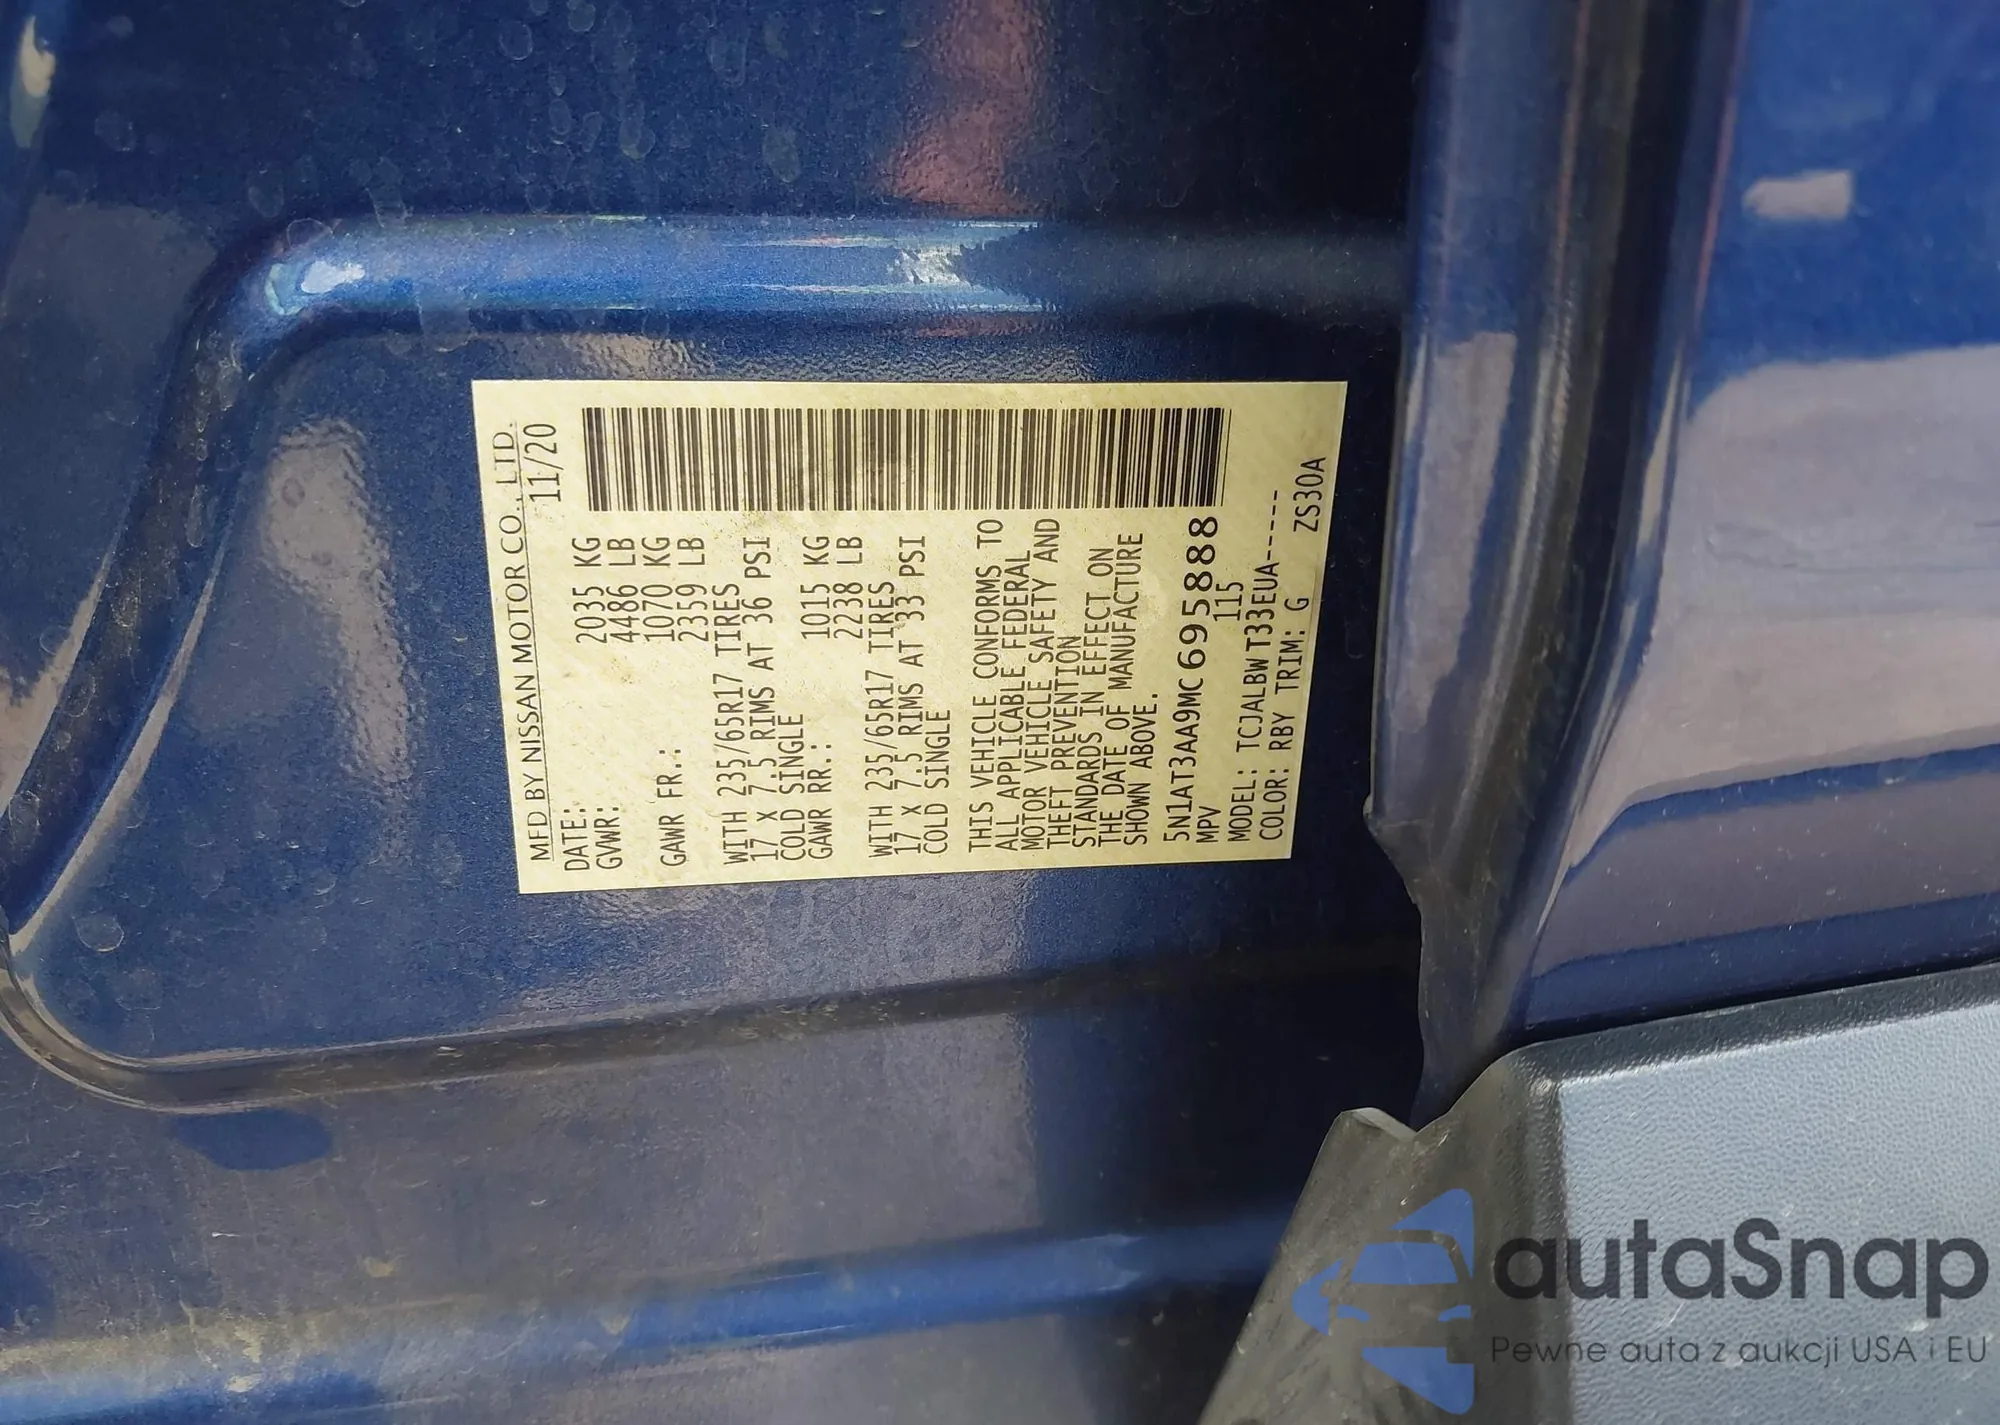 MFD BY NISSAN MOTOR CO., LTD.
DATE: 11/20
GVWR: 2035 KG
4486 LB
GAWR FR.: 1070 KG
2359 LB
WITH 235/65R17 TIRES
17 X 7.5 RIMS AT 36 PSI
COLD SINGLE
GAWR RR.: 1015 KG
2238 LB
WITH 235/65R17 TIRES
17 X 7.5 RIMS AT 33 PSI
COLD SINGLE
THIS VEHICLE CONFORMS TO
ALL APPLICABLE FEDERAL
MOTOR VEHICLE SAFETY AND
THEFT PREVENTION
STANDARDS IN EFFECT ON
THE DATE OF MANUFACTURE
SHOWN ABOVE.
5N1AT3AA9MC695888
MPV 115
MODEL: TCJALBWT33EUA-----
COLOR: RBY TRIM: G ZS30A
autaSnap
Pewne auta z aukcji USA i EU